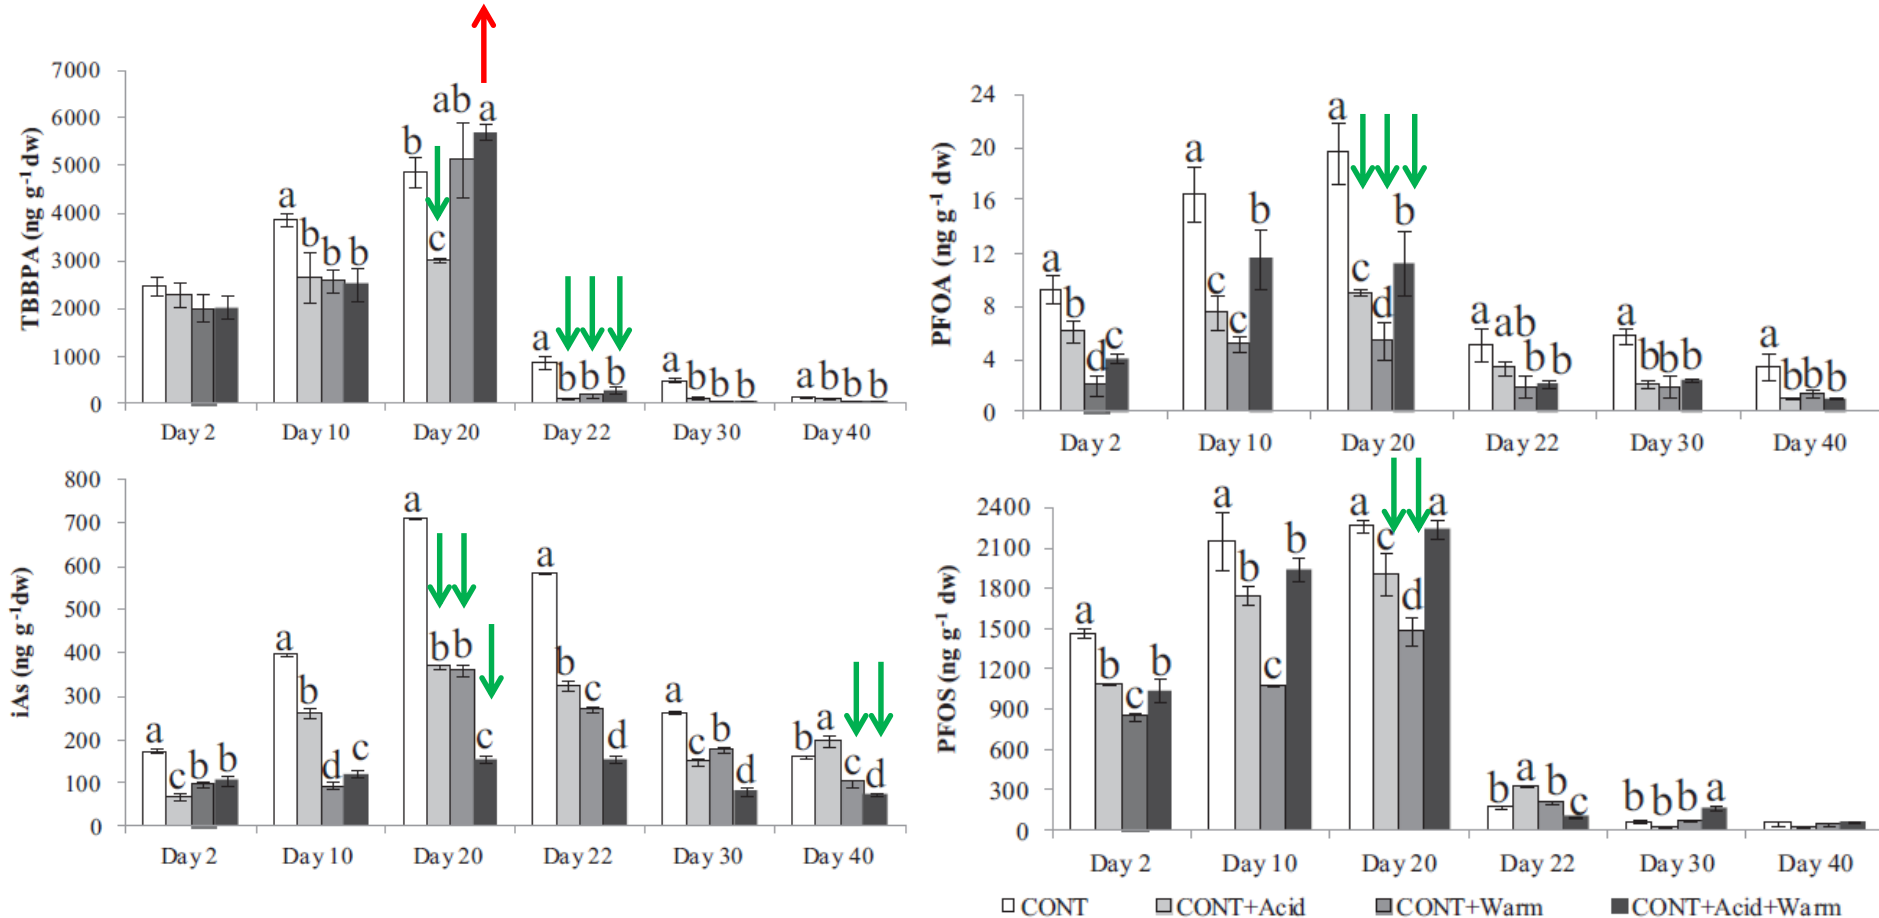 7000
6000
5000
4000
3000
2000
1000
0
TBBPA (ng g⁻¹dw)
a
b b b
b c ab a
a b b b
a b b b
a b b b
Day 2 Day 10 Day 20 Day 22 Day 30 Day 40
24
20
16
12
8
4
0
PFOA (ng g⁻¹ dw)
a b d c
a c c b
a c d b
a ab b b
a b b b
a b b b
Day 2 Day 10 Day 20 Day 22 Day 30 Day 40
800
700
600
500
400
300
200
100
0
iAs (ng g⁻¹dw)
a c b b
a b d c
a b b c
a b c d
a c b d
b a c d
Day 2 Day 10 Day 20 Day 22 Day 30 Day 40
2400
2100
1800
1500
1200
900
600
300
0
PFOS (ng g⁻¹ dw)
a b c b
a b c b
a c d a
b a b c
b b b a
Day 2 Day 10 Day 20 Day 22 Day 30 Day 40
CONT CONT+Acid CONT+Warm CONT+Acid+Warm